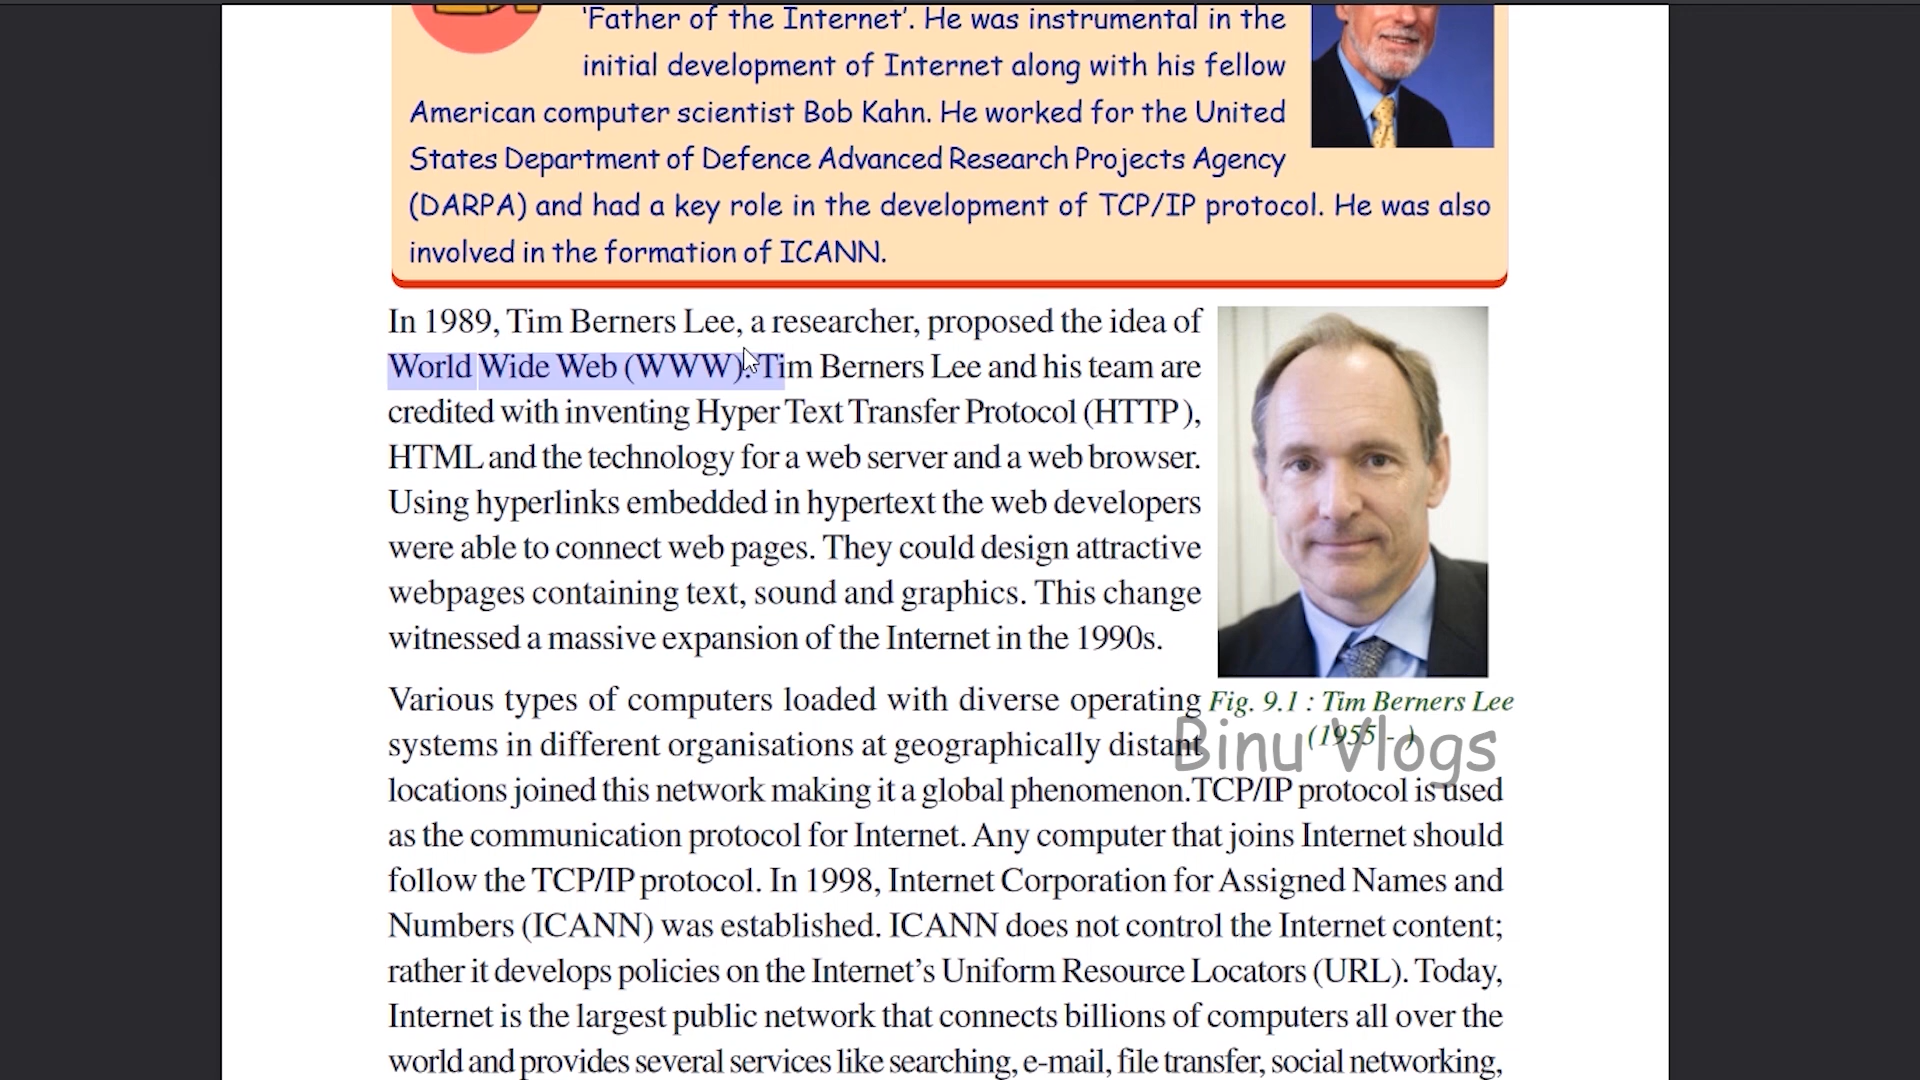 ‘Father of the Internet’. He was instrumental in the
initial development of Internet along with his fellow
American computer scientist Bob Kahn. He worked for the United
States Department of Defence Advanced Research Projects Agency
(DARPA) and had a key role in the development of TCP/IP protocol. He was also
involved in the formation of ICANN.
In 1989, Tim Berners Lee, a researcher, proposed the idea of
World Wide Web (WWW). Tim Berners Lee and his team are
credited with inventing Hyper Text Transfer Protocol (HTTP),
HTML and the technology for a web server and a web browser.
Using hyperlinks embedded in hypertext the web developers
were able to connect web pages. They could design attractive
webpages containing text, sound and graphics. This change
witnessed a massive expansion of the Internet in the 1990s.
Fig. 9.1 : Tim Berners Lee
(1955 - )
Various types of computers loaded with diverse operating
systems in different organisations at geographically distant
locations joined this network making it a global phenomenon.TCP/IP protocol is used
as the communication protocol for Internet. Any computer that joins Internet should
follow the TCP/IP protocol. In 1998, Internet Corporation for Assigned Names and
Numbers (ICANN) was established. ICANN does not control the Internet content;
rather it develops policies on the Internet’s Uniform Resource Locators (URL). Today,
Internet is the largest public network that connects billions of computers all over the
world and provides several services like searching, e-mail, file transfer, social networking,
Binu Vlogs